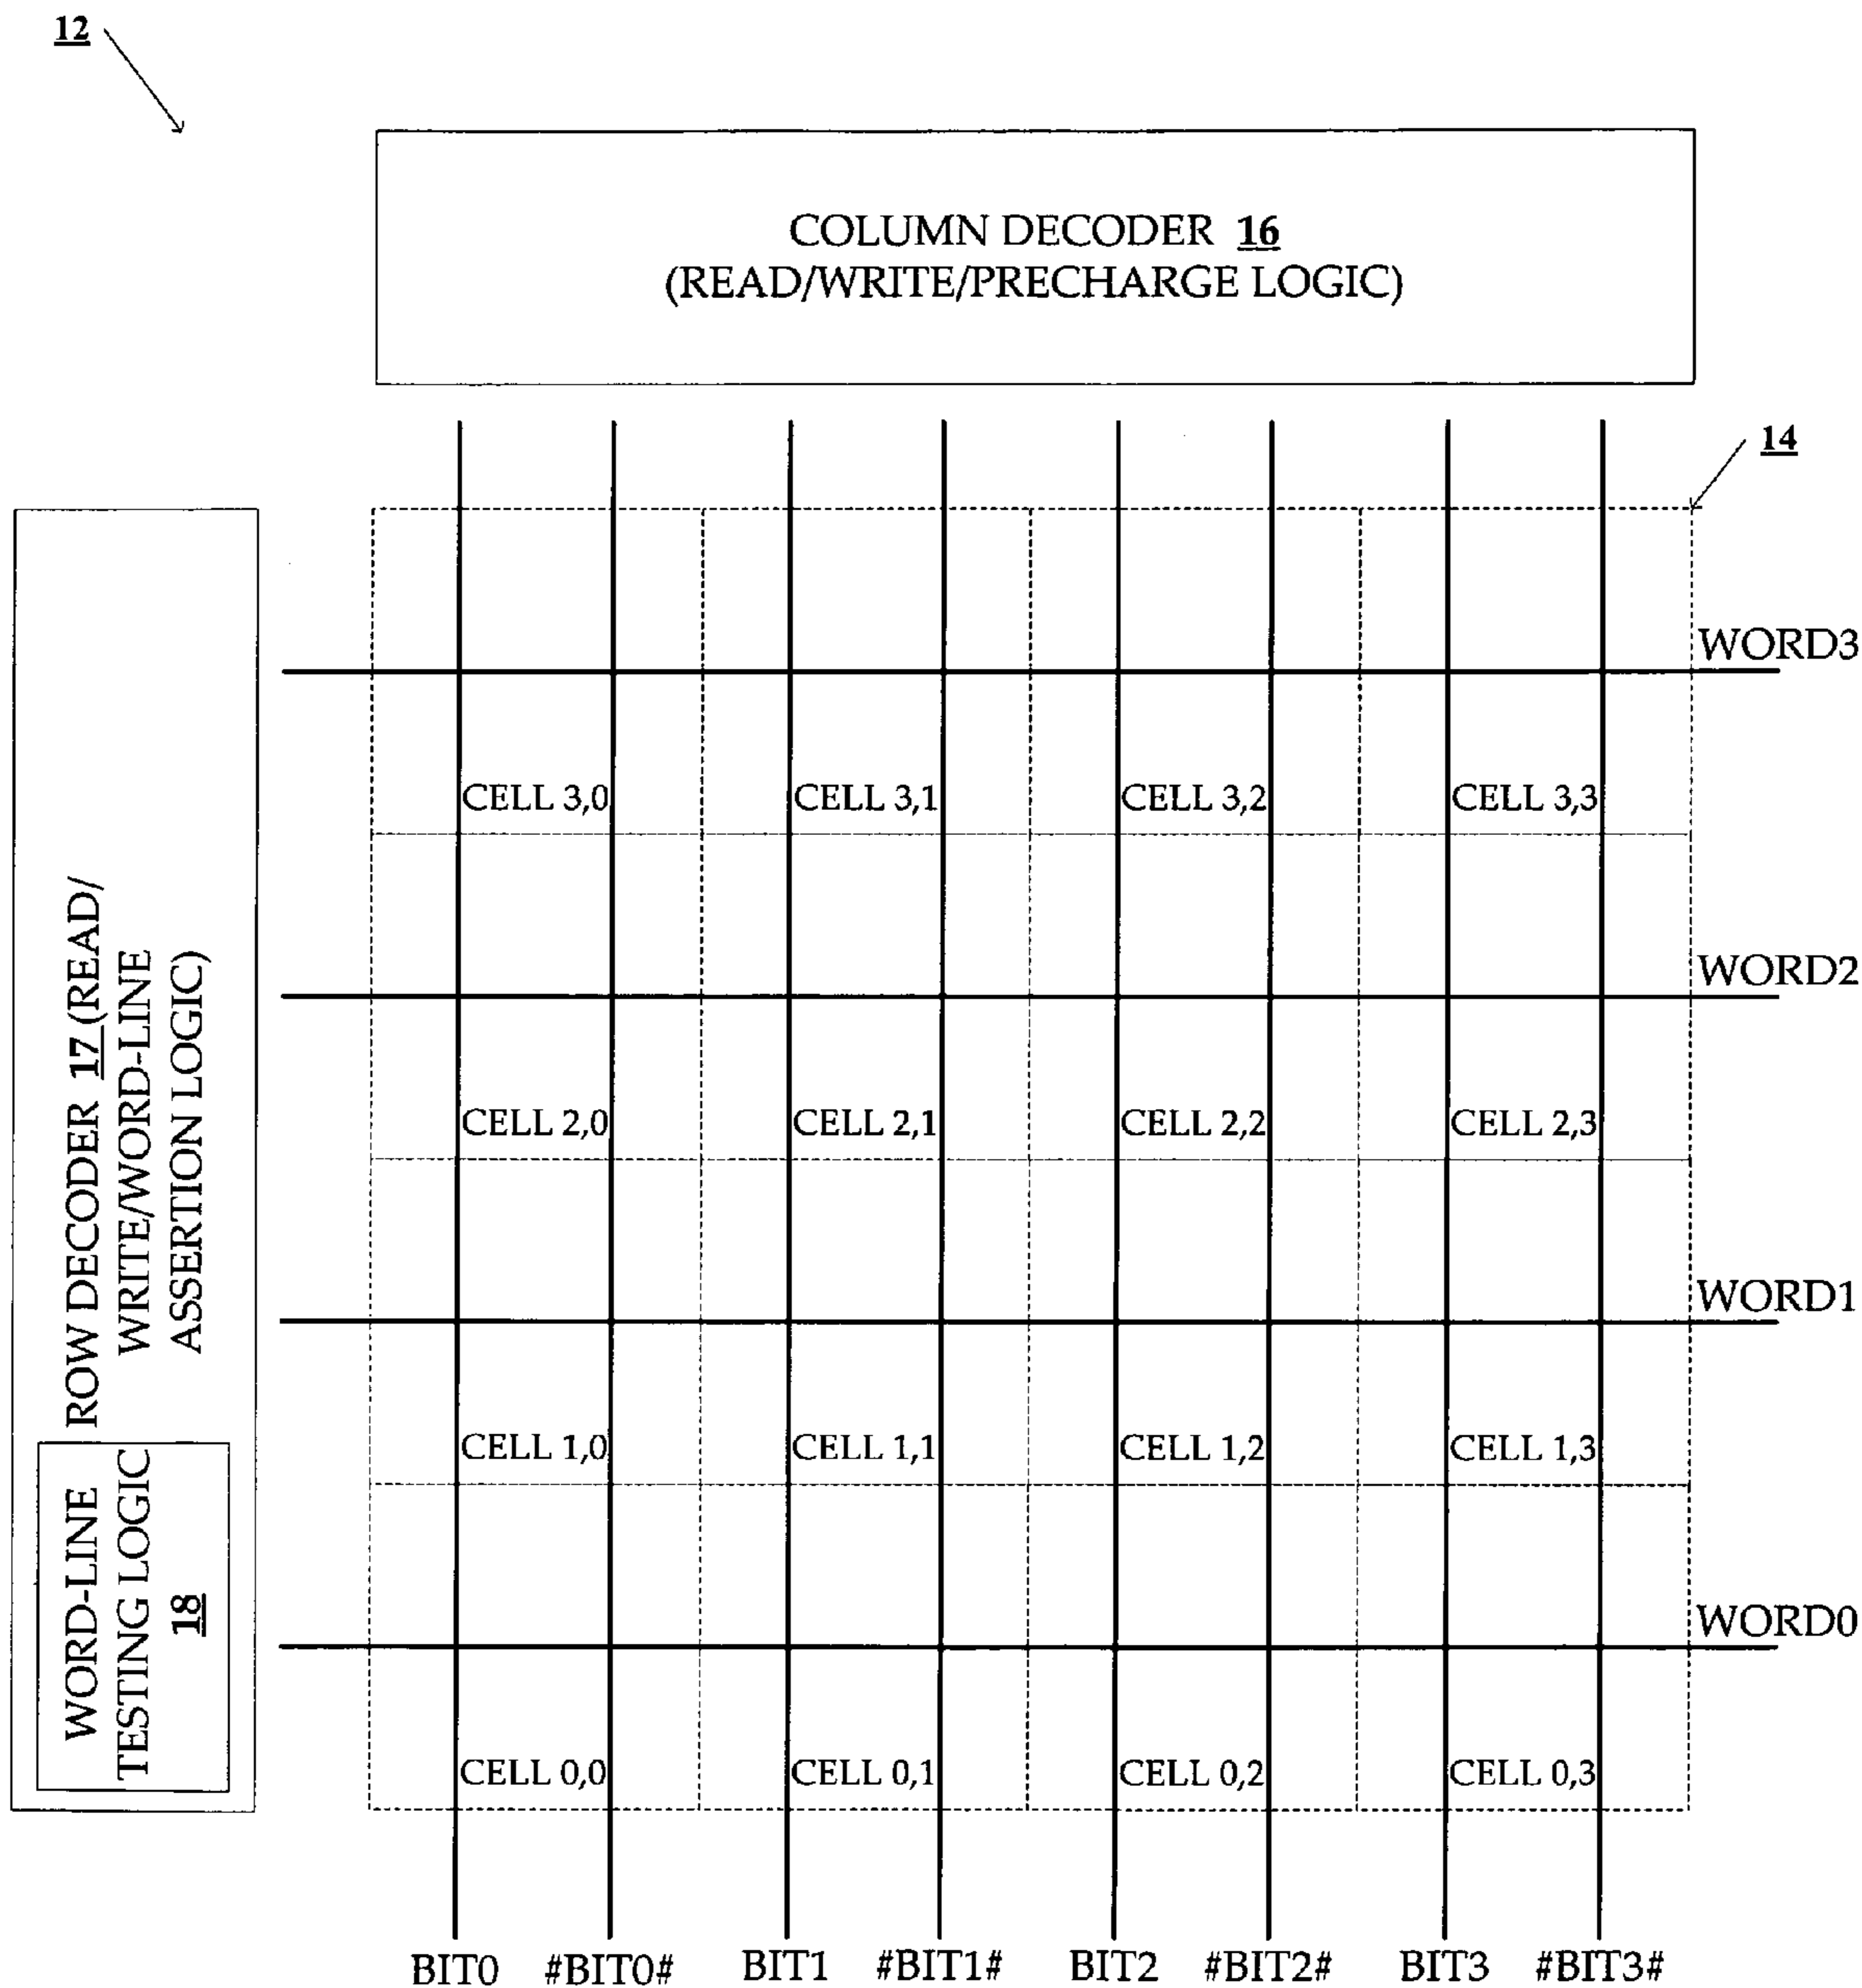 12
COLUMN DECODER 16
(READ/WRITE/PRECHARGE LOGIC)
14
WORD3
CELL 3,0
CELL 3,1
CELL 3,2
CELL 3,3
WORD2
CELL 2,0
CELL 2,1
CELL 2,2
CELL 2,3
WORD1
CELL 1,0
CELL 1,1
CELL 1,2
CELL 1,3
WORD0
CELL 0,0
CELL 0,1
CELL 0,2
CELL 0,3
ROW DECODER 17 (READ/
WRITE/WORD-LINE
ASSERTION LOGIC)
WORD-LINE
TESTING LOGIC
18
BIT0
#BIT0#
BIT1
#BIT1#
BIT2
#BIT2#
BIT3
#BIT3#